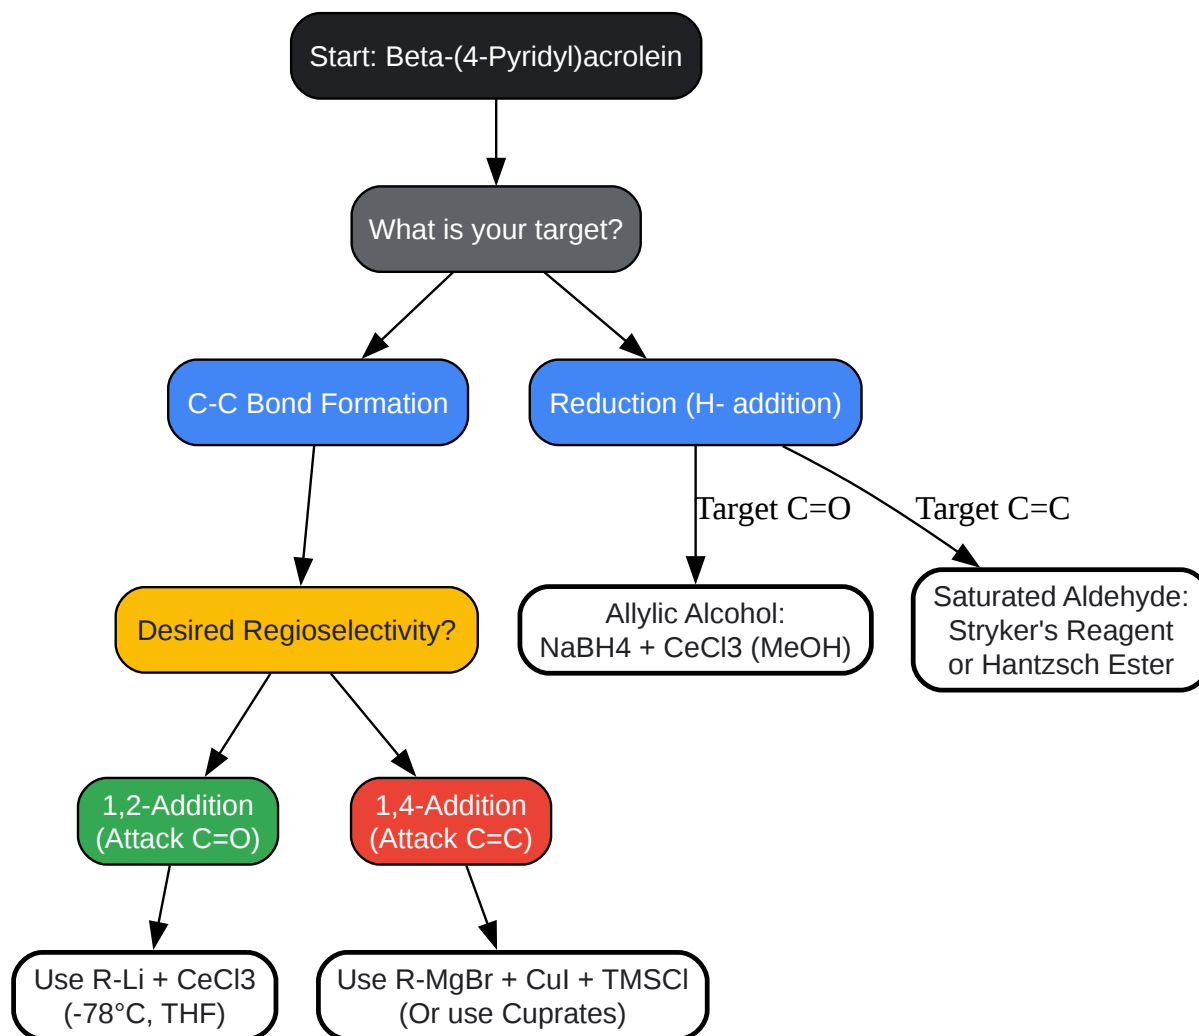 Start: Beta-(4-Pyridyl)acrolein
What is your target?
C-C Bond Formation
Reduction (H- addition)
Target C=O
Target C=C
Desired Regioselectivity?
Allylic Alcohol:
NaBH4 + CeCl3 (MeOH)
Saturated Aldehyde:
Stryker's Reagent
or Hantzsch Ester
1,2-Addition
(Attack C=O)
1,4-Addition
(Attack C=C)
Use R-Li + CeCl3
(-78°C, THF)
Use R-MgBr + CuI + TMSCl
(Or use Cuprates)